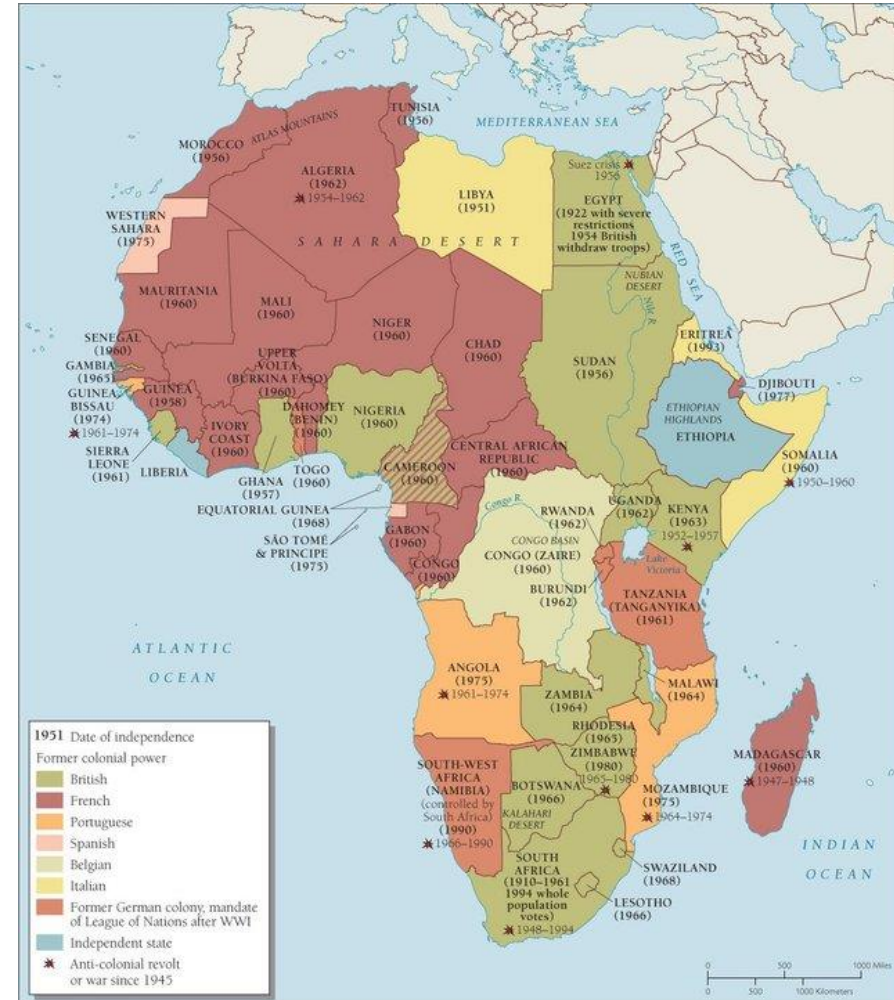 MEDITERRANEAN SEA
TUNISIA
(1956)
ATLAS MOUNTAINS
MOROCCO
(1956)
ALGERIA
(1962)
1954–1962
LIBYA
(1951)
Suez crisis
1956
EGYPT
(1922 with severe
restrictions
1954 British
withdraw troops)
RED SEA
WESTERN
SAHARA
(1975)
SAHARA DESERT
NUBIAN
DESERT
Nile R.
MAURITANIA
(1960)
MALI
(1960)
NIGER
(1960)
CHAD
(1960)
SUDAN
(1956)
ERITREA
(1993)
SENEGAL
(1960)
GAMBIA
(1965)
GUINEA
BISSAU
(1974)
1961–1974
GUINEA
(1958)
UPPER
VOLTA
(BURKINA FASO)
(1960)
DAHOMEY
(BENIN)
(1960)
NIGERIA
(1960)
DJIBOUTI
(1977)
ETHIOPIAN
HIGHLANDS
ETHIOPIA
SIERRA
LEONE
(1961)
LIBERIA
IVORY
COAST
(1960)
GHANA
(1957)
TOGO
(1960)
CAMEROON
(1960)
CENTRAL AFRICAN
REPUBLIC
(1960)
SOMALIA
(1960)
1950–1960
EQUATORIAL GUINEA
(1968)
SÃO TOMÉ
& PRINCIPE
(1975)
GABON
(1960)
CONGO
(1960)
Congo R.
CONGO BASIN
CONGO (ZAIRE)
(1960)
RWANDA
(1962)
BURUNDI
(1962)
UGANDA
(1962)
KENYA
(1963)
1952–1957
Lake
Victoria
TANZANIA
(TANGANYIKA)
(1961)
ATLANTIC
OCEAN
ANGOLA
(1975)
1961–1974
ZAMBIA
(1964)
MALAWI
(1964)
RHODESIA
(1965)
ZIMBABWE
(1980)
1965–1980
MOZAMBIQUE
(1975)
1964–1974
MADAGASCAR
(1960)
1947–1948
SOUTH-WEST
AFRICA
(NAMIBIA)
(controlled by
South Africa)
(1990)
1966–1990
BOTSWANA
(1966)
KALAHARI
DESERT
SOUTH
AFRICA
(1910–1961
1994 whole
population
votes)
1948–1994
SWAZILAND
(1968)
LESOTHO
(1966)
INDIAN
OCEAN
1951 Date of independence
Former colonial power
British
French
Portuguese
Spanish
Belgian
Italian
Former German colony, mandate
of League of Nations after WWI
Independent state
Anti-colonial revolt
or war since 1945
0 500 1000 Miles
0 500 1000 Kilometers